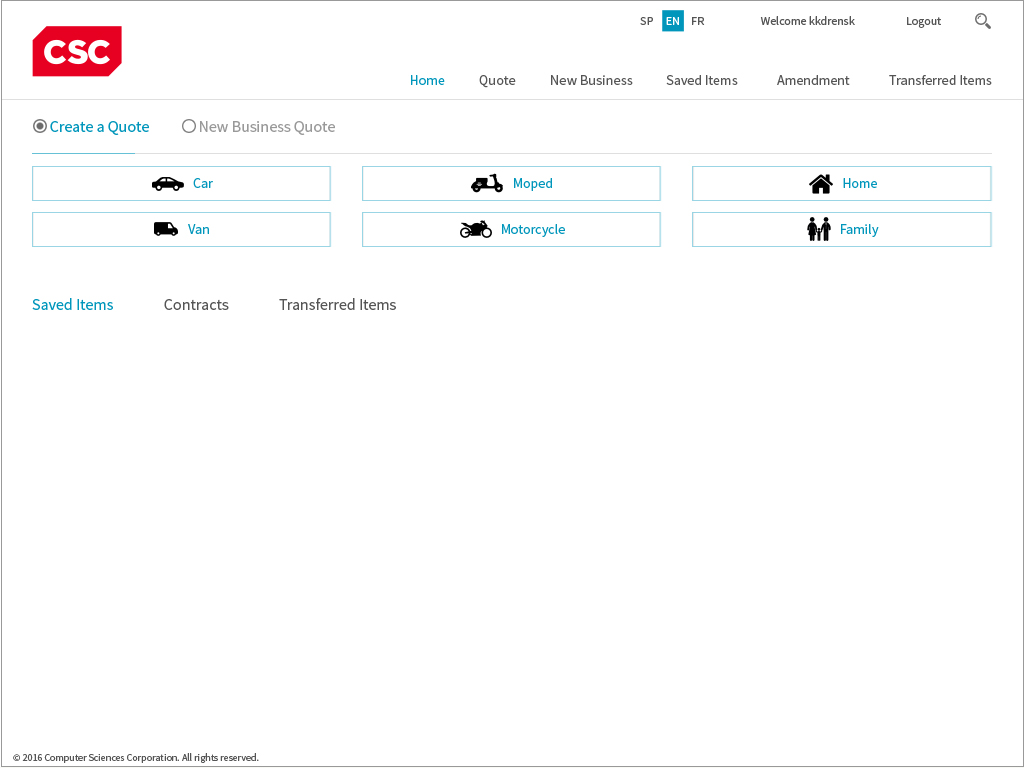 SP EN FR Welcome kkdrensk Logout
CSC
Home Quote New Business Saved Items Amendment Transferred Items
Create a Quote New Business Quote
Car Moped Home
Van Motorcycle Family
Saved Items Contracts Transferred Items
© 2016 Computer Sciences Corporation. All rights reserved.